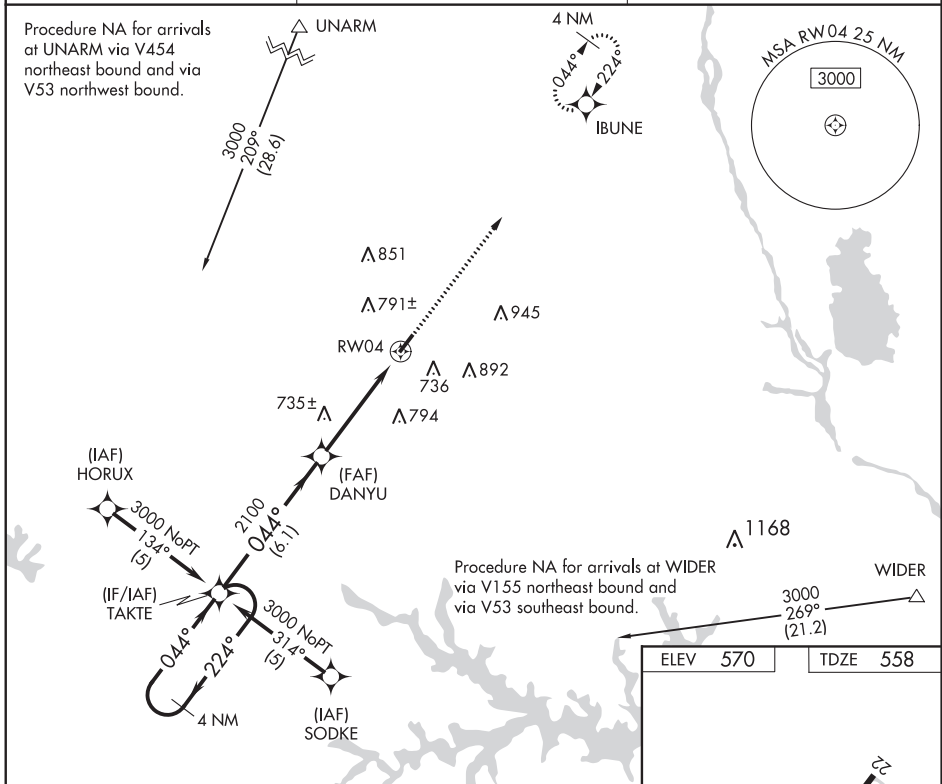 Procedure NA for arrivals
at UNARM via V454
northeast bound and via
V53 northwest bound.
UNARM
3000
209°
(28.6)
4 NM
044°
224°
IBUNE
MSA RW04 25 NM
3000
851
791±
945
RW04
736
892
735±
794
(FAF)
DANYU
(IAF)
HORUX
3000 NoPT
134°
(5)
2100
044°
(6.1)
(IF/IAF)
TAKTE
3000 NoPT
314°
(5)
044°
224°
4 NM
(IAF)
SODKE
1168
Procedure NA for arrivals at WIDER
via V155 northeast bound and
via V53 southeast bound.
WIDER
3000
269°
(21.2)
ELEV 570
TDZE 558
22